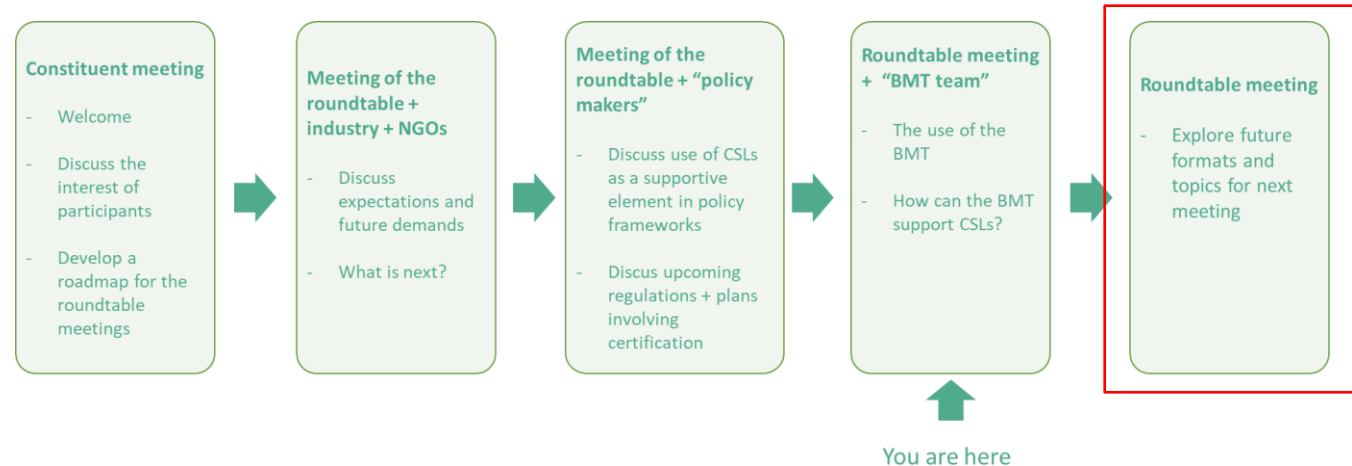 Constituent meeting
- Welcome
- Discuss the
interest of
participants
- Develop a
roadmap for the
roundtable
meetings
Meeting of the
roundtable +
industry + NGOs
- Discuss
expectations and
future demands
- What is next?
Meeting of the
roundtable + “policy
makers”
- Discuss use of CSLs
as a supportive
element in policy
frameworks
- Discus upcoming
regulations + plans
involving
certification
Roundtable meeting
+ “BMT team”
- The use of the
BMT
- How can the BMT
support CSLs?
Roundtable meeting
- Explore future
formats and
topics for next
meeting
You are here